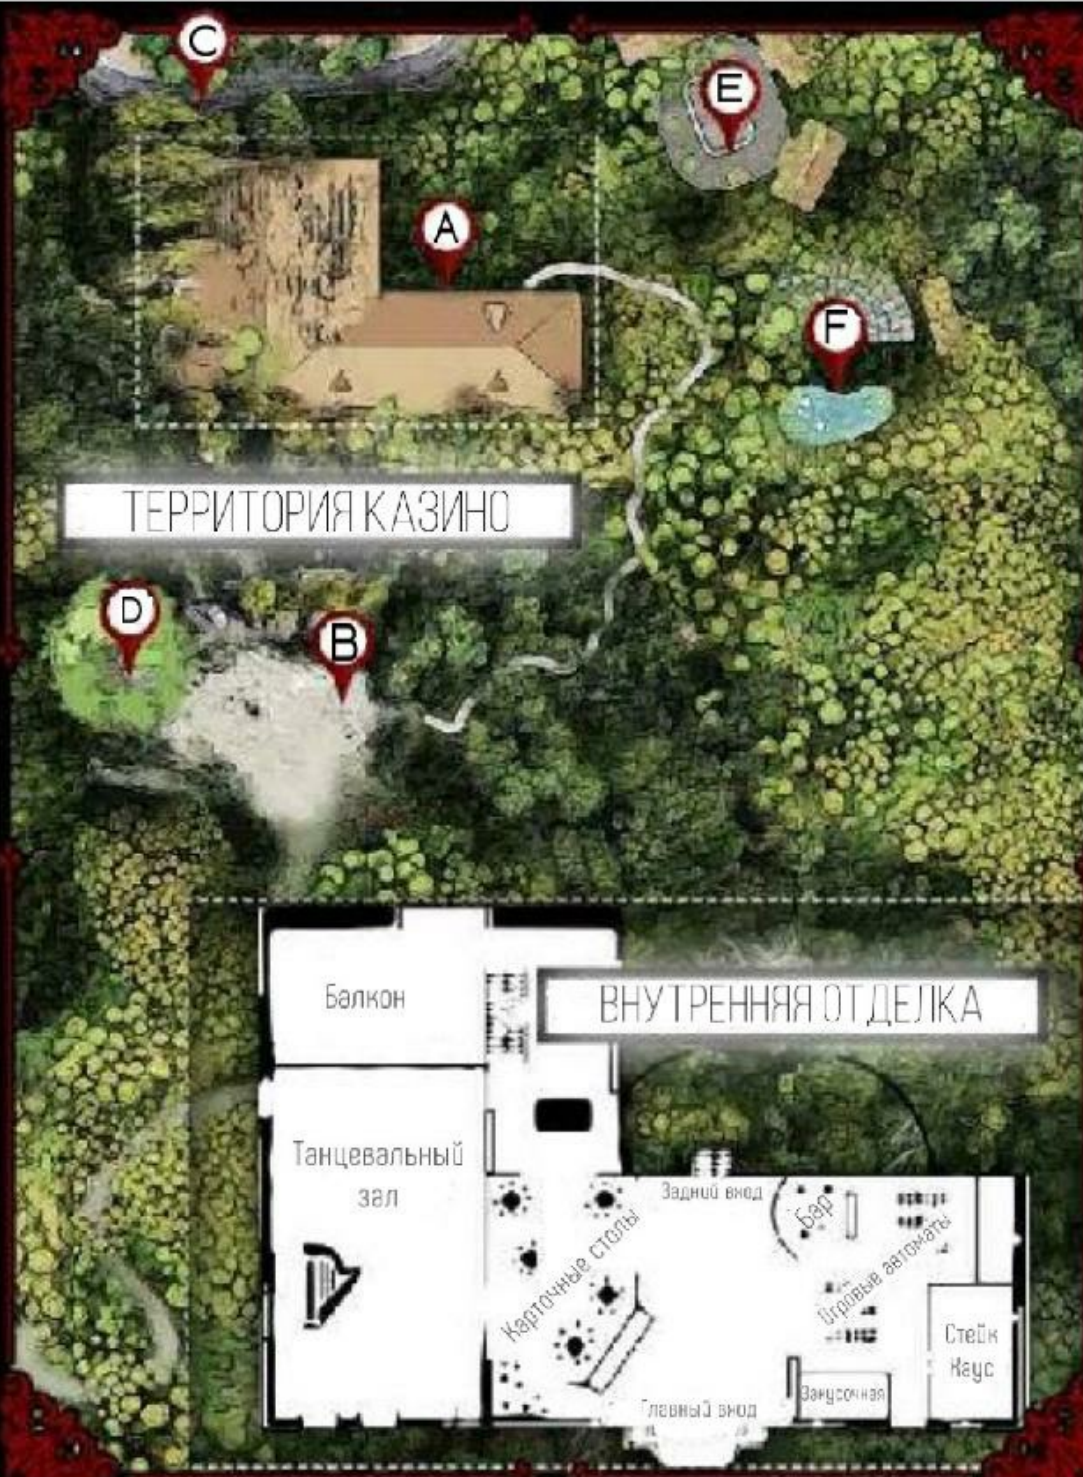 C
E
A
F
ТЕРРИТОРИЯ КАЗИНО
D
B
Балкон
ВНУТРЕННЯЯ ОТДЕЛКА
Танцевальный
зал
Задний вход
Бар
Карточные столы
Игровые автоматы
Стейк
Хаус
Закусочная
Главный вход